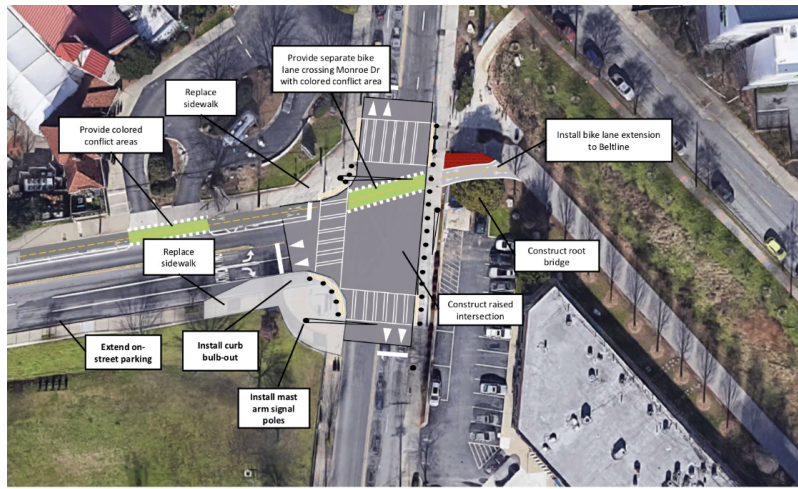 Provide separate bike
lane crossing Monroe Dr
with colored conflict area
Replace
sidewalk
Provide colored
conflict areas
Install bike lane extension
to Beltline
Replace
sidewalk
Construct root
bridge
Construct raised
intersection
Extend on-
street parking
Install curb
bulb-out
Install mast
arm signal
poles